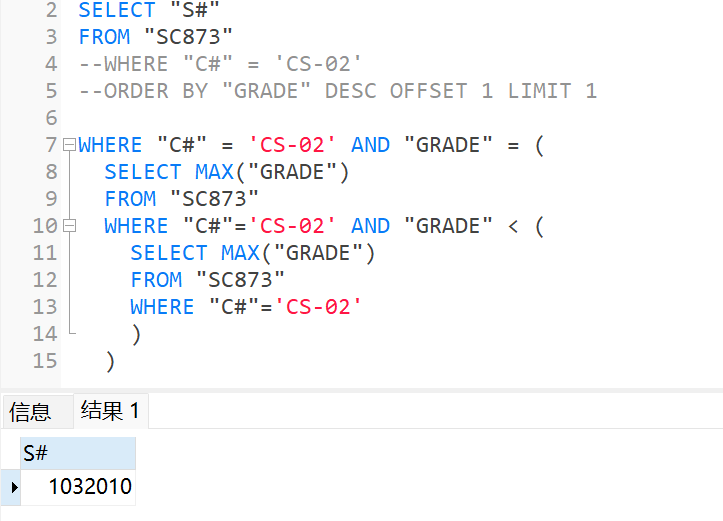 2 SELECT "S#"
3 FROM "SC873"
4 --WHERE "C#" = 'CS-02'
5 --ORDER BY "GRADE" DESC OFFSET 1 LIMIT 1
6
7 WHERE "C#" = 'CS-02' AND "GRADE" = (
8 SELECT MAX("GRADE")
9 FROM "SC873"
10 WHERE "C#"='CS-02' AND "GRADE" < (
11 SELECT MAX("GRADE")
12 FROM "SC873"
13 WHERE "C#"='CS-02'
14 )
15 )
信息 结果 1
S#
1032010